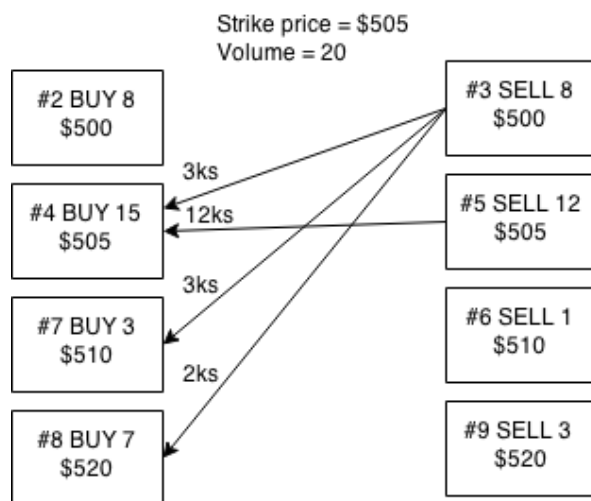 Strike price = $505
Volume = 20
#2 BUY 8
$500
#3 SELL 8
$500
3ks
#4 BUY 15
$505
12ks
#5 SELL 12
$505
3ks
#7 BUY 3
$510
#6 SELL 1
$510
2ks
#8 BUY 7
$520
#9 SELL 3
$520